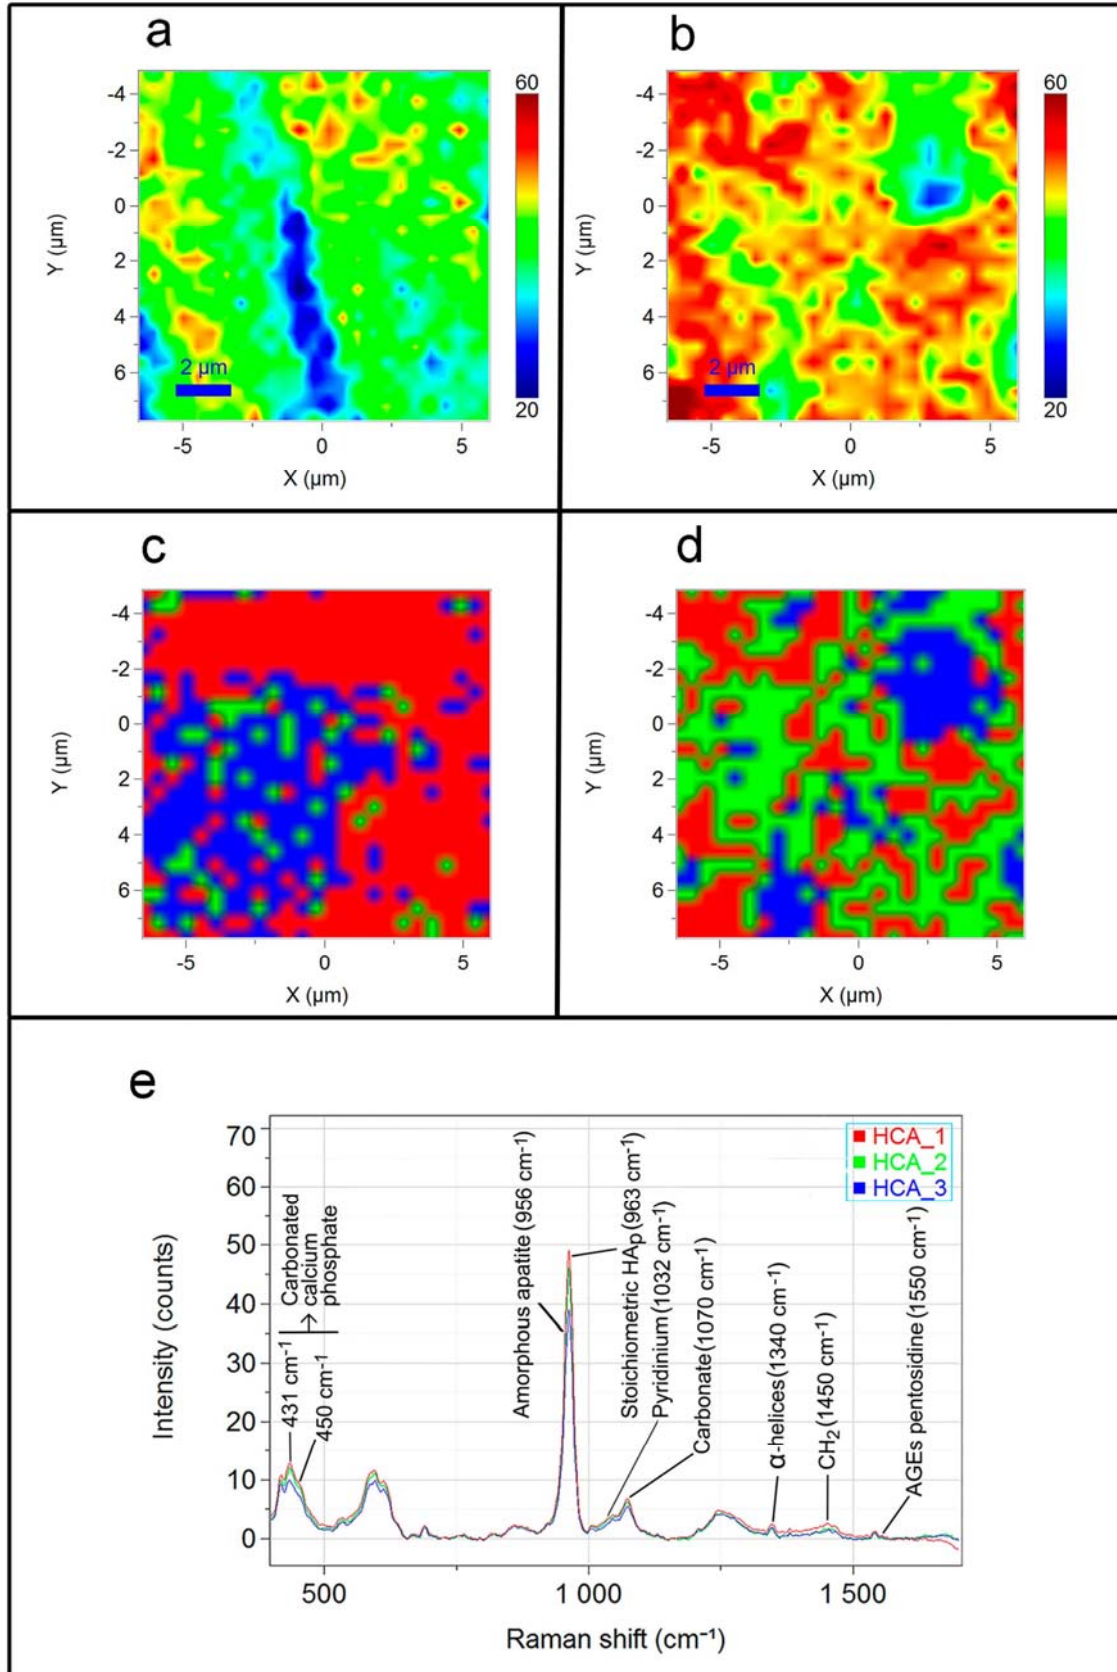 a
60
-4
-2
0
2
4
6
Y (µm)
2 µm
20
-5
0
5
X (µm)
b
60
-4
-2
0
2
4
6
Y (µm)
2 µm
20
-5
0
5
X (µm)
c
-4
-2
0
2
4
6
Y (µm)
-5
0
5
X (µm)
d
-4
-2
0
2
4
6
Y (µm)
-5
0
5
X (µm)
e
70
60
50
40
30
20
10
0
Intensity (counts)
Carbonated
calcium
phosphate
431 cm⁻¹
450 cm⁻¹
Amorphous apatite (956 cm⁻¹)
Stoichiometric HAp (963 cm⁻¹)
Pyridinium (1032 cm⁻¹)
Carbonate (1070 cm⁻¹)
α-helices (1340 cm⁻¹)
CH₂ (1450 cm⁻¹)
AGEs pentosidine (1550 cm⁻¹)
HCA_1
HCA_2
HCA_3
500
1 000
1 500
Raman shift (cm⁻¹)